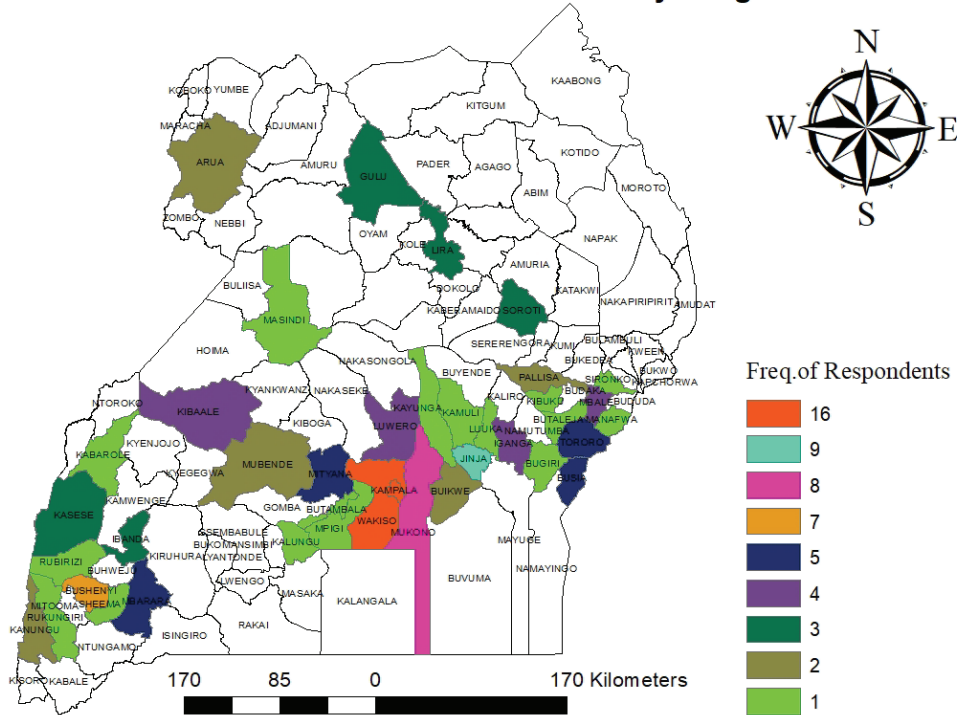 KAABONG
KITGUM
KOBOKO
YUMBE
MARACHA
ADJUMANI
KOTIDO
ARUA
AMURU
GULU
PADER
AGAGO
ABIM
MOROTO
ZOMBO
NEBBI
OYAM
KOLE
LIRA
NAPAK
AMURIA
KATAKWI
BULIISA
DOKOLO
KABERAMAIDO
SOROTI
NAKAPIRIPIRIT
AMUDAT
MASINDI
SERERE
NGORA
KUMI
BULAMBULI
KWEEN
HOIMA
NAKASONGOLA
BUKEDEA
BUKWO
KAPCHORWA
BUYENDE
PALLISA
SIRONKO
NTOROKO
KYANKWANZI
NAKASEKE
KALIRO
BUDAKA
MBALE
BUDUDA
KIBAALE
KAYUNGA
KAMULI
KIBUKO
KIBOGA
LUWERO
LUUKA
NAMUTUMBA
BUTALEJA
MANAFWA
KABAROLE
KYENJOJO
IGANGA
TORORO
KYEGEGWA
MUBENDE
MITYANA
JINJA
BUGIRI
KAMPALA
BUSIA
KASESE
KAMWENGE
GOMBA
BUTAMBALA
BUIKWE
IBANDA
MPIGI
WAKISO
MUKONO
SSEMBABULE
KALUNGU
BUKOMANSIMBI
MAYUGE
RUBIRIZI
BUHWEJU
KIRUHURA
LYANTONDE
BUVUMA
NAMAYINGO
BUSHENYI
LWENGO
MASAKA
KALANGALA
MITOOMA
SHEEMA
MBARARA
RUKUNGIRI
KANUNGU
RAKAI
ISINGIRO
NTUNGAMO
KISORO
KABALE
N
W
E
S
Freq.of Respondents
16
9
8
7
5
4
3
2
1
170 85 0 170 Kilometers